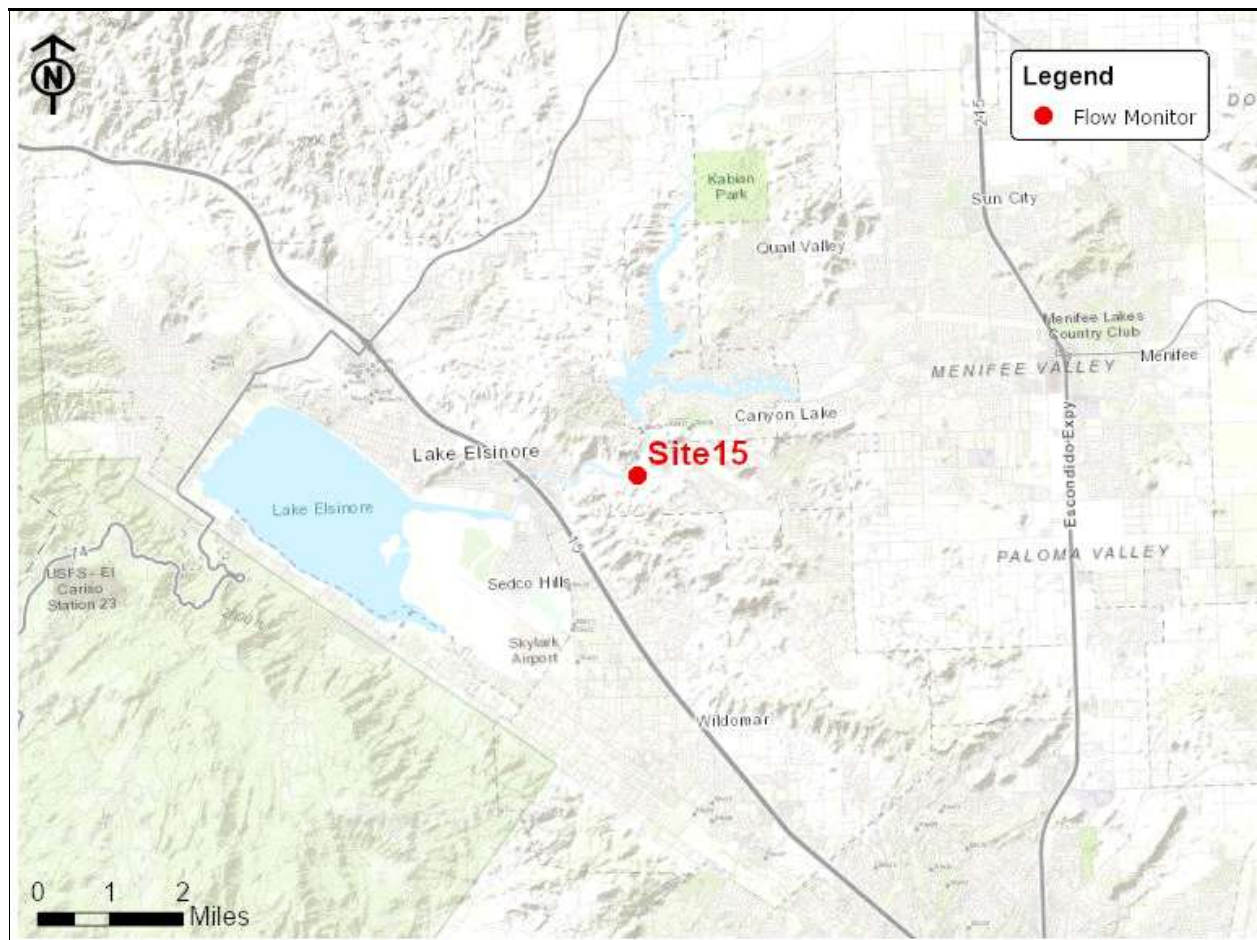 N
Legend
Flow Monitor
DO
215
Kabian
Park
Sun City
Quail Valley
Menifee Lakes
Country Club
Menifee
MENIFEE VALLEY
Canyon Lake
Escondido Expy
Site15
Lake Elsinore
Lake Elsinore
15
PALOMA VALLEY
74
USFS - El
Cariso
Station 23
Sedco Hills
Skylark
Airport
Wildomar
0 1 2
Miles